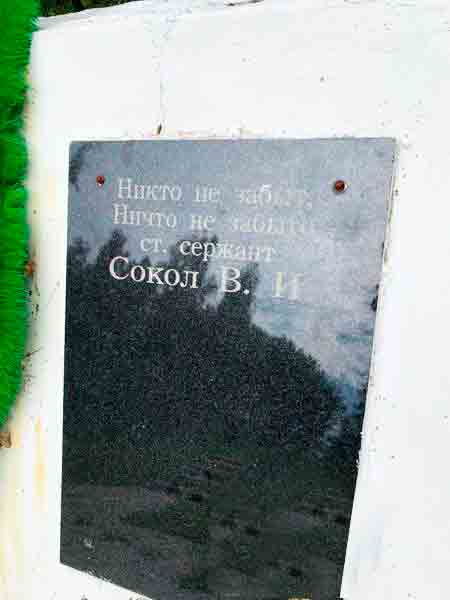 Никто не забыт,
Ничто не забыто
ст. сержант
Сокол В. И